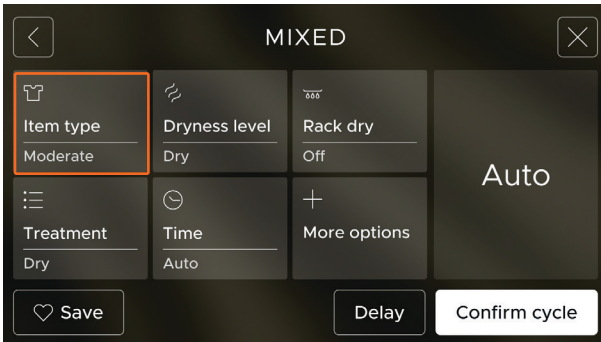 MIXED
Item type
Moderate
Dryness level
Dry
Rack dry
Off
Auto
Treatment
Dry
Time
Auto
More options
Save
Delay
Confirm cycle